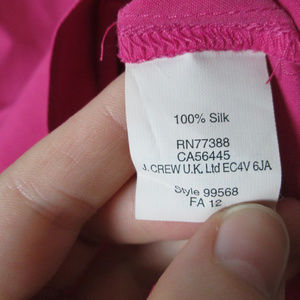 100% Silk
RN77388
CA56445
J. CREW U.K. Ltd EC4V 6JA
Style 99568
FA 12